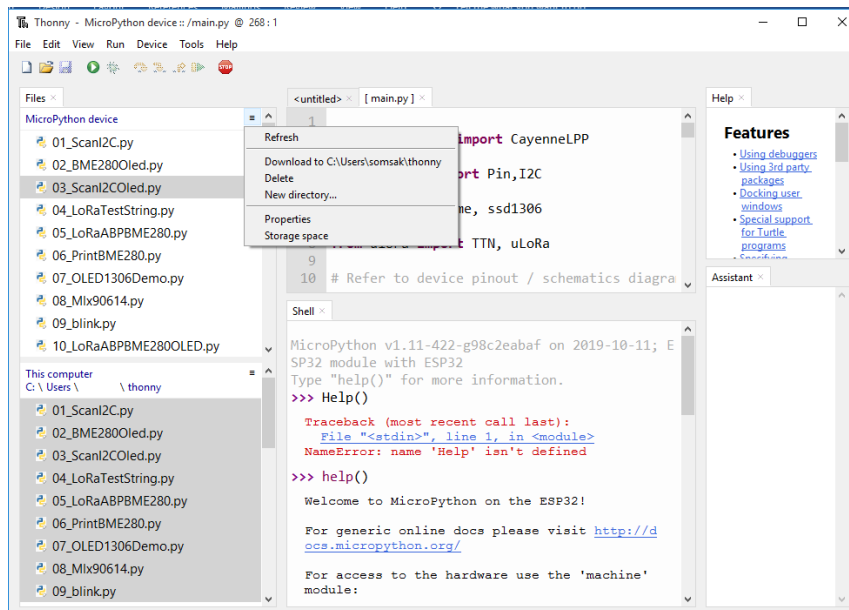 Thonny - MicroPython device :: /main.py @ 268 : 1
File Edit View Run Device Tools Help
STOP
Files
MicroPython device
01_ScanI2C.py
02_BME280Oled.py
03_ScanI2COled.py
04_LoRaTestString.py
05_LoRaABPBME280.py
06_PrintBME280.py
07_OLED1306Demo.py
08_Mlx90614.py
09_blink.py
10_LoRaABPBME280OLED.py
Refresh
Download to C:\Users\somsak\thonny
Delete
New directory...
Properties
Storage space
This computer
C: \ Users \ \ thonny
01_ScanI2C.py
02_BME280Oled.py
03_ScanI2COled.py
04_LoRaTestString.py
05_LoRaABPBME280.py
06_PrintBME280.py
07_OLED1306Demo.py
08_Mlx90614.py
09_blink.py
<untitled> [ main.py ]
1
import CayenneLPP
ort Pin,I2C
me, ssd1306
import TTN, uLoRa
9
10 # Refer to device pinout / schematics diagra
Shell
MicroPython v1.11-422-g98c2eabaf on 2019-10-11; E
SP32 module with ESP32
Type "help()" for more information.
>>> Help()
Traceback (most recent call last):
File "<stdin>", line 1, in <module>
NameError: name 'Help' isn't defined
>>> help()
Welcome to MicroPython on the ESP32!
For generic online docs please visit http://d
ocs.micropython.org/
For access to the hardware use the 'machine'
module:
Help
Features
• Using debuggers
• Using 3rd party
packages
• Docking user
windows
• Special support
for Turtle
programs
Assistant